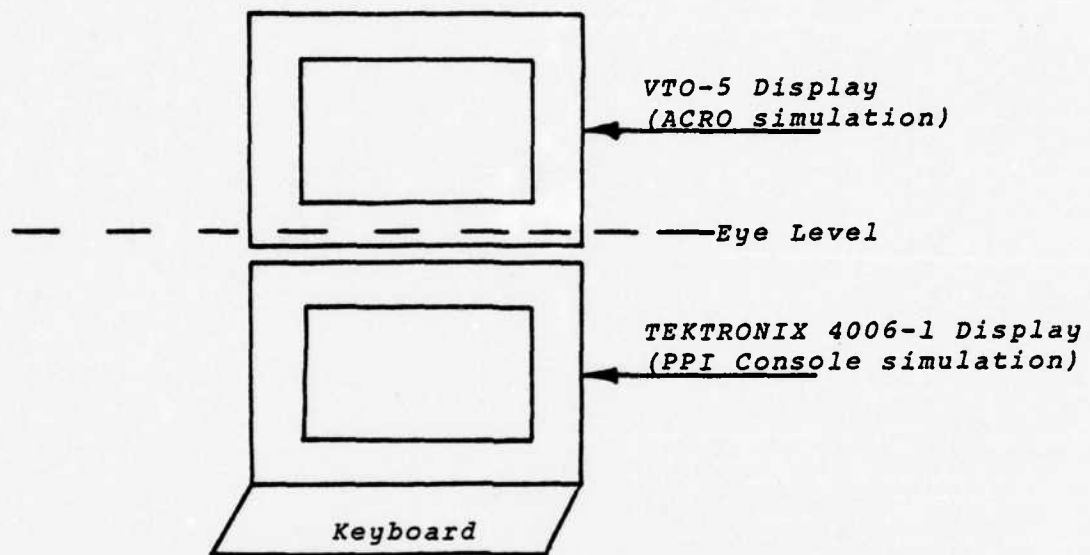 VTO-5 Display
(ACRO simulation)
Eye Level
TEKTRONIX 4006-1 Display
(PPI Console simulation)
Keyboard